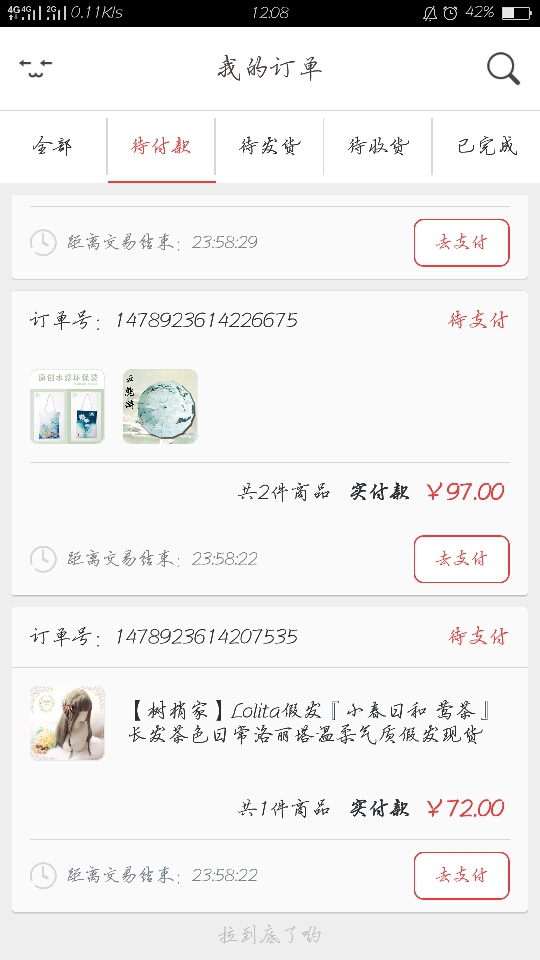 4G 4G 2G 0.11K/s 12:08 42%
我的订单
全部 待付款 待发货 待收货 已完成
距离交易结束：23:58:29 去支付
订单号：1478923614226675 待支付
原创水袋环保袋
云熊游
共2件商品 实付款 ￥97.00
距离交易结束：23:58:22 去支付
订单号：1478923614207535 待支付
【树梢家】Lolita假发『小春日和 莺茶』
长发茶色日常洛丽塔温柔气质假发现货
共1件商品 实付款 ￥72.00
距离交易结束：23:58:22 去支付
拉到底了哟